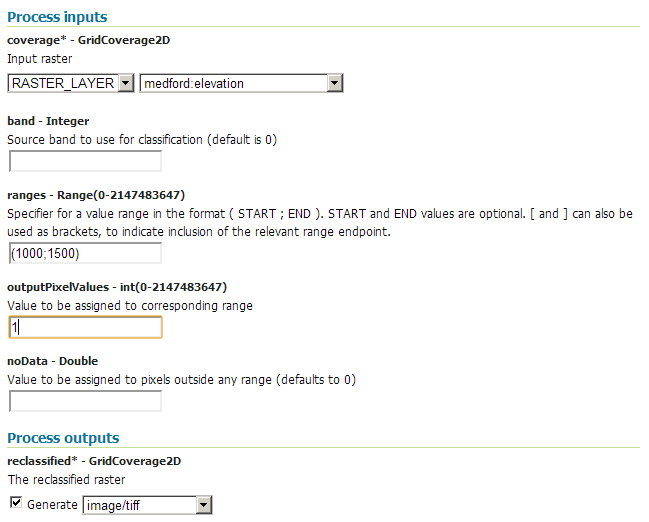 Process inputs
coverage* - GridCoverage2D
Input raster
RASTER_LAYER medford:elevation
band - Integer
Source band to use for classification (default is 0)
ranges - Range(0-2147483647)
Specifier for a value range in the format ( START ; END ). START and END values are optional. [ and ] can also be
used as brackets, to indicate inclusion of the relevant range endpoint.
(1000;1500)
outputPixelValues - int(0-2147483647)
Value to be assigned to corresponding range
1
noData - Double
Value to be assigned to pixels outside any range (defaults to 0)
Process outputs
reclassified* - GridCoverage2D
The reclassified raster
Generate image/tiff